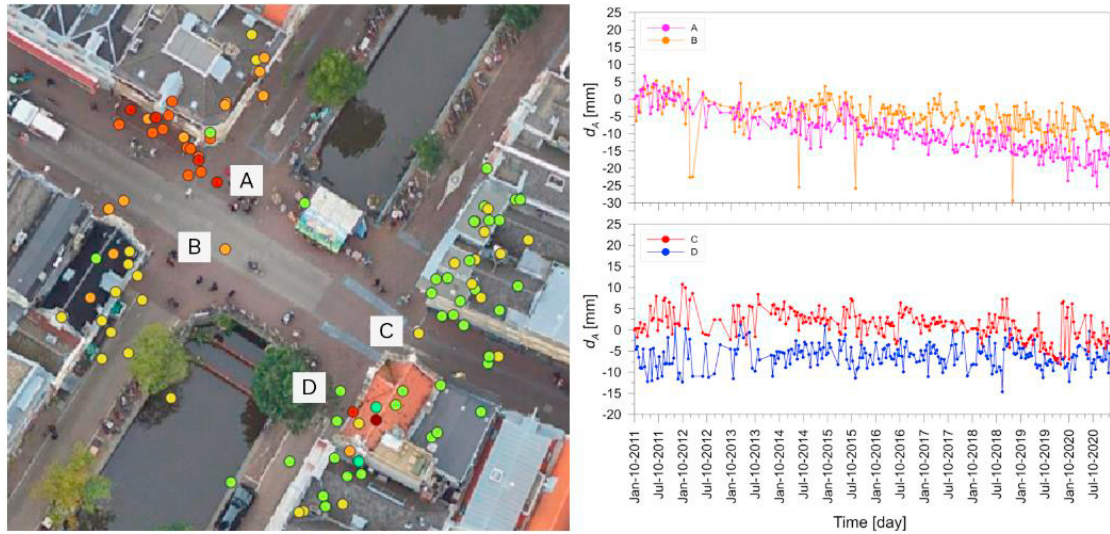 A
B
C
D
25
20
15
10
5
0
-5
-10
-15
-20
-25
-30
d_A [mm]
A
B
25
20
15
10
5
0
-5
-10
-15
-20
d_A [mm]
C
D
Jan-10-2011
Jul-10-2011
Jan-10-2012
Jul-10-2012
Jan-10-2013
Jul-10-2013
Jan-10-2014
Jul-10-2014
Jan-10-2015
Jul-10-2015
Jan-10-2016
Jul-10-2016
Jan-10-2017
Jul-10-2017
Jan-10-2018
Jul-10-2018
Jan-10-2019
Jul-10-2019
Jan-10-2020
Jul-10-2020
Time [day]